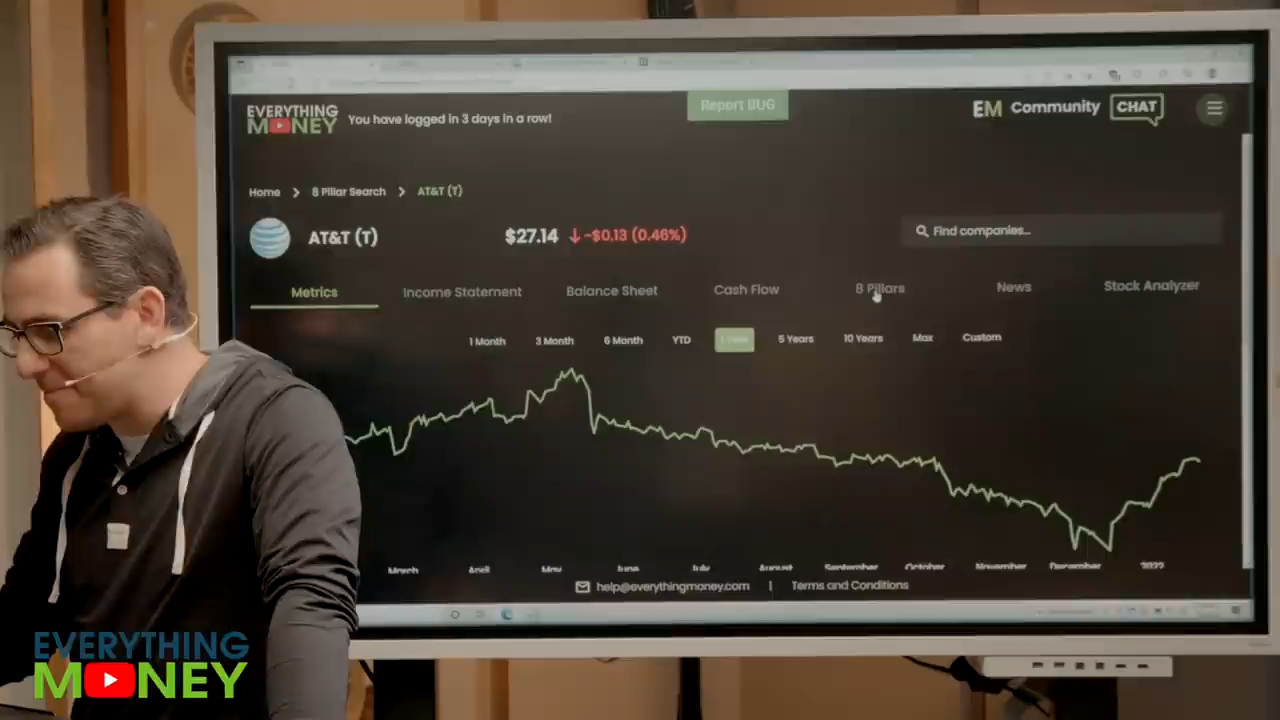 Report BUG
EVERYTHING
MONEY
You have logged in 3 days in a row!
EM Community CHAT
Home > 8 Pillar Search > AT&T (T)
AT&T (T)
$27.14 ↓ -$0.13 (0.46%)
Find companies...
Metrics Income Statement Balance Sheet Cash Flow 8 Pillars News Stock Analyzer
1 Month 3 Month 6 Month YTD 5 Years 10 Years Max Custom
March April May June July August September October November December 2022
help@everythingmoney.com | Terms and Conditions
EVERYTHING
MONEY